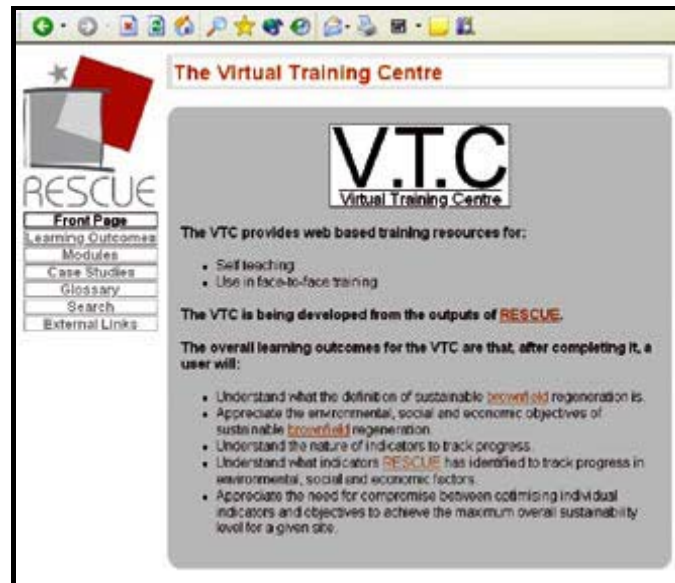 The Virtual Training Centre
V.T.C
Virtual Training Centre
RESCUE
Front Page
Learning Outcomes
Modules
Case Studies
Glossary
Search
External Links
The VTC provides web based training resources for:
• Self teaching
• Use in face-to-face training
The VTC is being developed from the outputs of RESCUE.
The overall learning outcomes for the VTC are that, after completing it, a
user will:
• Understand what the definition of sustainable brownfield regeneration is.
• Appreciate the environmental, social and economic objectives of
sustainable brownfield regeneration.
• Understand the nature of indicators to track progress.
• Understand what indicators RESCUE has identified to track progress in
environmental, social and economic factors.
• Appreciate the need for compromise between optimising individual
indicators and objectives to achieve the maximum overall sustainability
level for a given site.